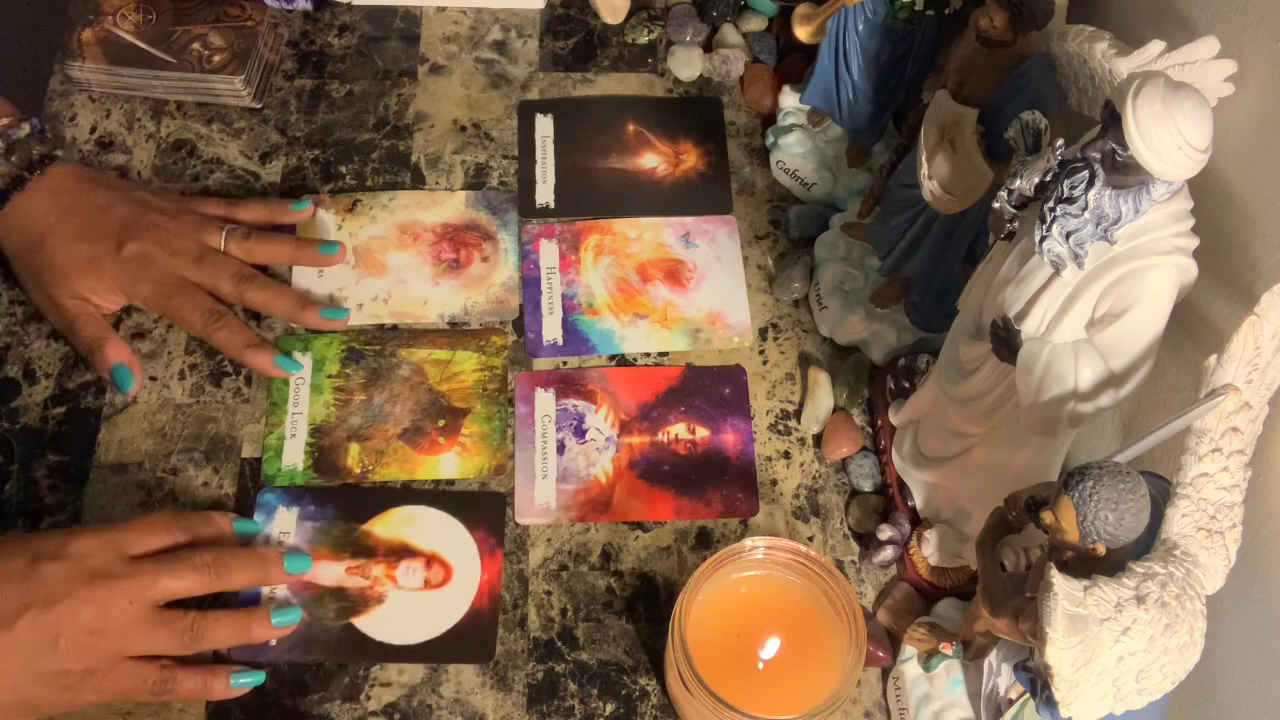 INSPIRATION
HAPPINESS
GOOD LUCK
COMPASSION
Gabriel
Uriel